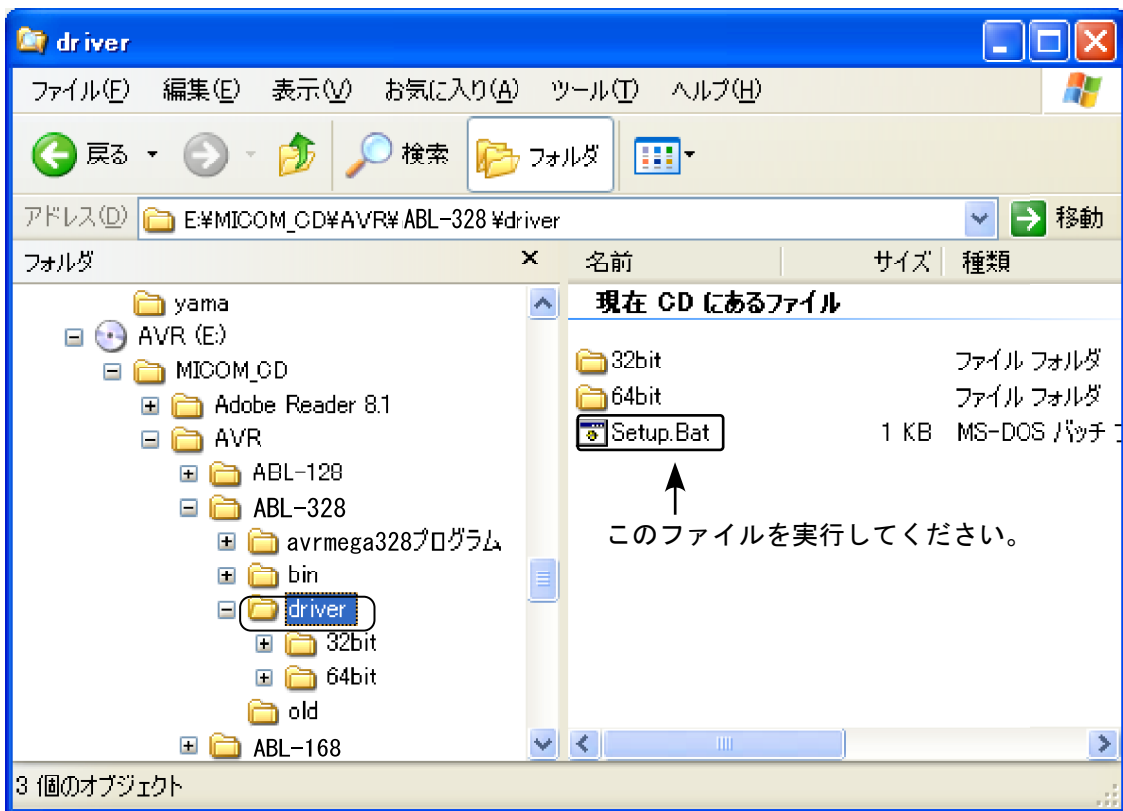 driver
ファイル(F) 編集(E) 表示(V) お気に入り(A) ツール(T) ヘルプ(H)
戻る 検索 フォルダ
アドレス(D) E:¥MICOM_CD¥AVR¥ABL-328¥driver 移動
フォルダ × 名前 サイズ 種類
現在 CD にあるファイル
yama
AVR (E:)
MICOM_CD
Adobe Reader 8.1
AVR
ABL-128
ABL-328
avrmega328プログラム
bin
driver
32bit
64bit
old
ABL-168
32bit ファイル フォルダ
64bit ファイル フォルダ
Setup.Bat 1 KB MS-DOS バッチ
このファイルを実行してください。
3 個のオブジェクト